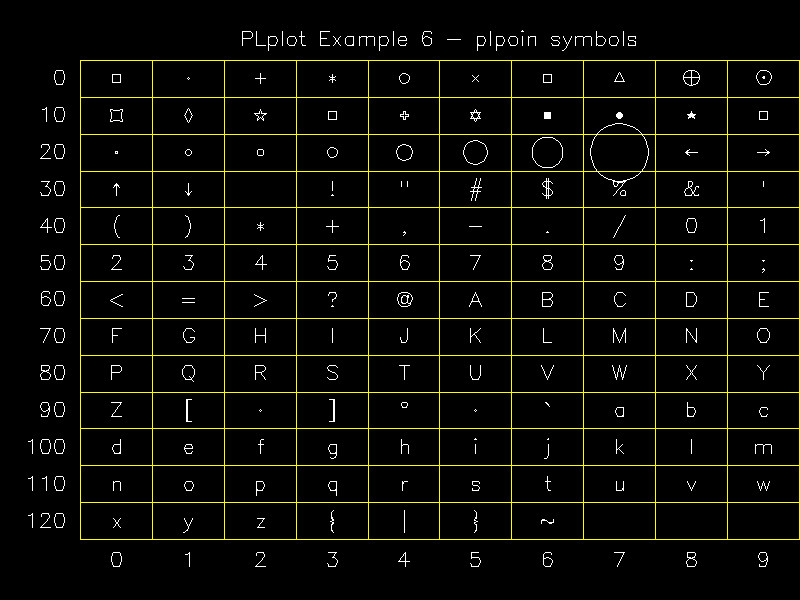 PLplot Example 6 − plpoin symbols
0 □ · + * ○ × □ △ ⊕ ⊙
10 ◊ ☆ □ ✡ ■ ● ★ □
20 ○ ○ ○ ○ ○ ○ ○ ← →
30 ↑ ↓ ! " # $ % & '
40 ( ) * + , − . / 0 1
50 2 3 4 5 6 7 8 9 : ;
60 < = > ? @ A B C D E
70 F G H I J K L M N O
80 P Q R S T U V W X Y
90 Z [ · ] ° · ` a b c
100 d e f g h i j k l m
110 n o p q r s t u v w
120 x y z { | } ~
0 1 2 3 4 5 6 7 8 9